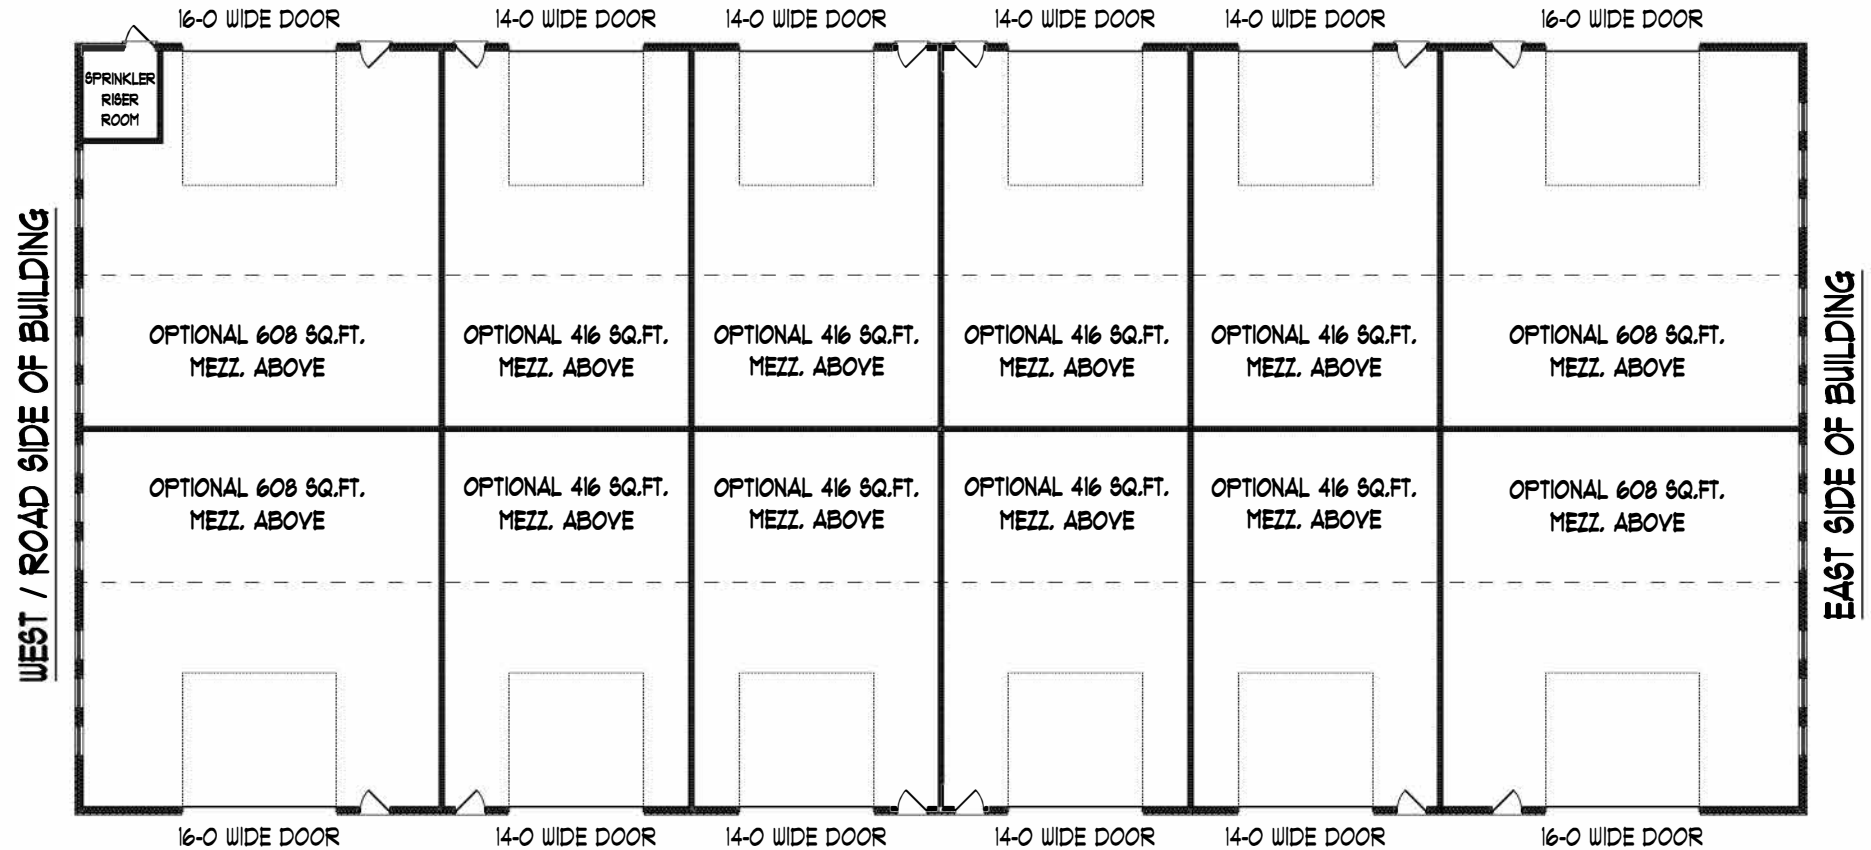 16-0 WIDE DOOR
14-0 WIDE DOOR
14-0 WIDE DOOR
14-0 WIDE DOOR
14-0 WIDE DOOR
16-0 WIDE DOOR
SPRINKLER
RISER
ROOM
WEST / ROAD SIDE OF BUILDING
OPTIONAL 608 SQ.FT.
MEZZ. ABOVE
OPTIONAL 416 SQ.FT.
MEZZ. ABOVE
OPTIONAL 416 SQ.FT.
MEZZ. ABOVE
OPTIONAL 416 SQ.FT.
MEZZ. ABOVE
OPTIONAL 416 SQ.FT.
MEZZ. ABOVE
OPTIONAL 608 SQ.FT.
MEZZ. ABOVE
EAST SIDE OF BUILDING
OPTIONAL 608 SQ.FT.
MEZZ. ABOVE
OPTIONAL 416 SQ.FT.
MEZZ. ABOVE
OPTIONAL 416 SQ.FT.
MEZZ. ABOVE
OPTIONAL 416 SQ.FT.
MEZZ. ABOVE
OPTIONAL 416 SQ.FT.
MEZZ. ABOVE
OPTIONAL 608 SQ.FT.
MEZZ. ABOVE
16-0 WIDE DOOR
14-0 WIDE DOOR
14-0 WIDE DOOR
14-0 WIDE DOOR
14-0 WIDE DOOR
16-0 WIDE DOOR